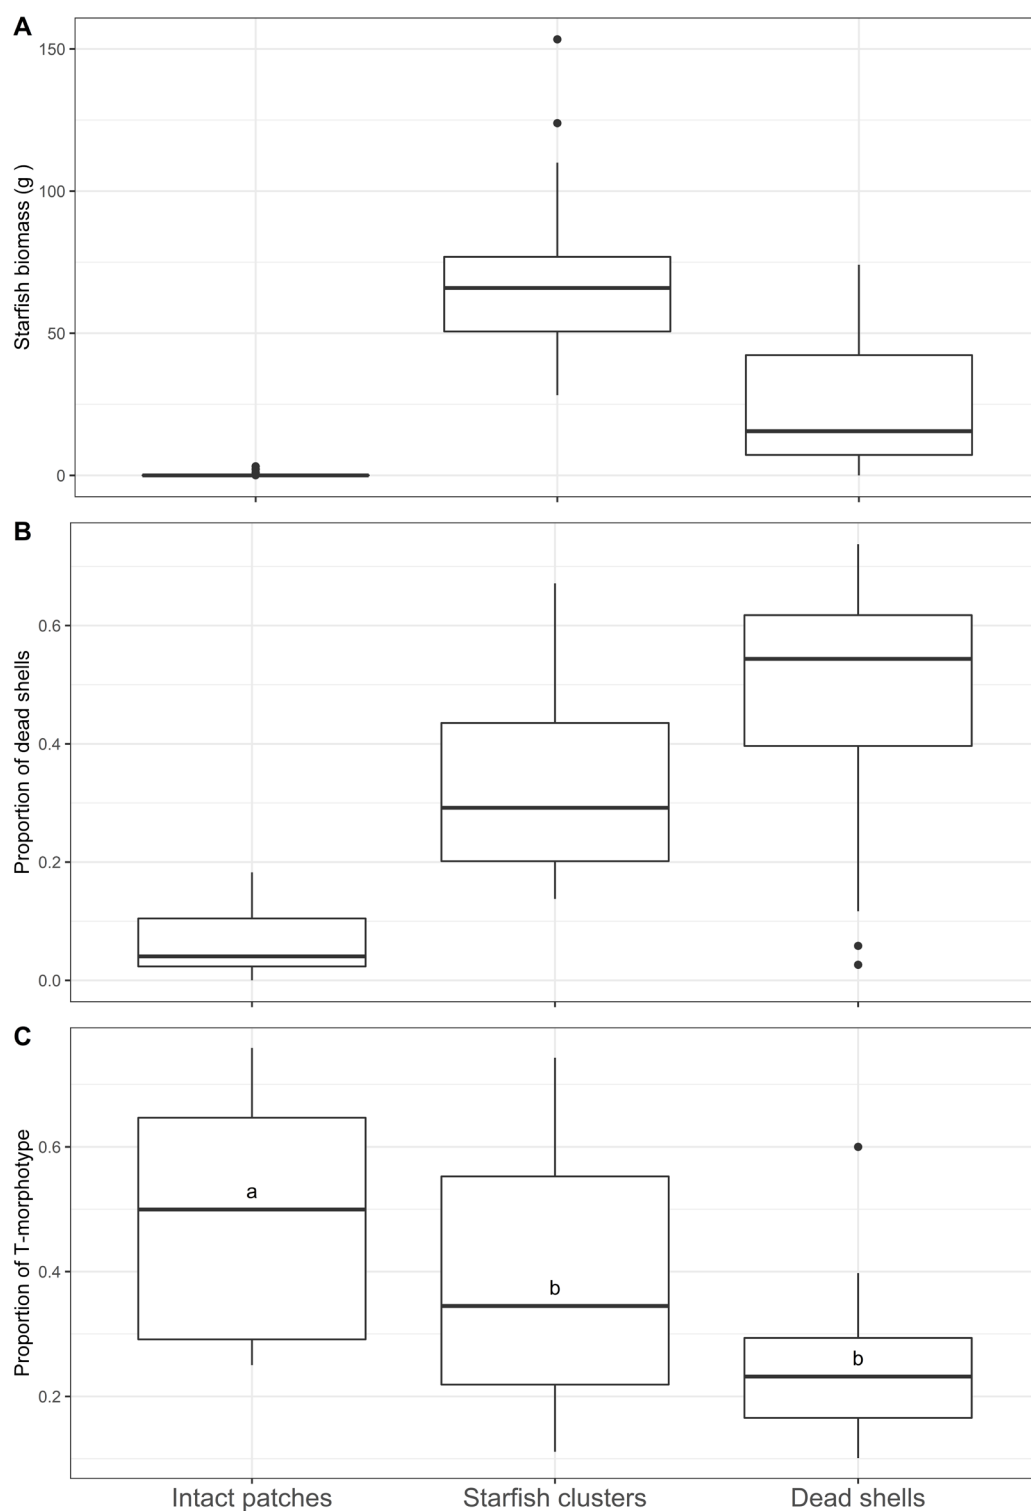 A
Starfish biomass (g )
150
100
50
0
B
Proportion of dead shells
0.6
0.4
0.2
0.0
C
Proportion of T-morphotype
0.6
0.4
0.2
a
b
b
Intact patches
Starfish clusters
Dead shells